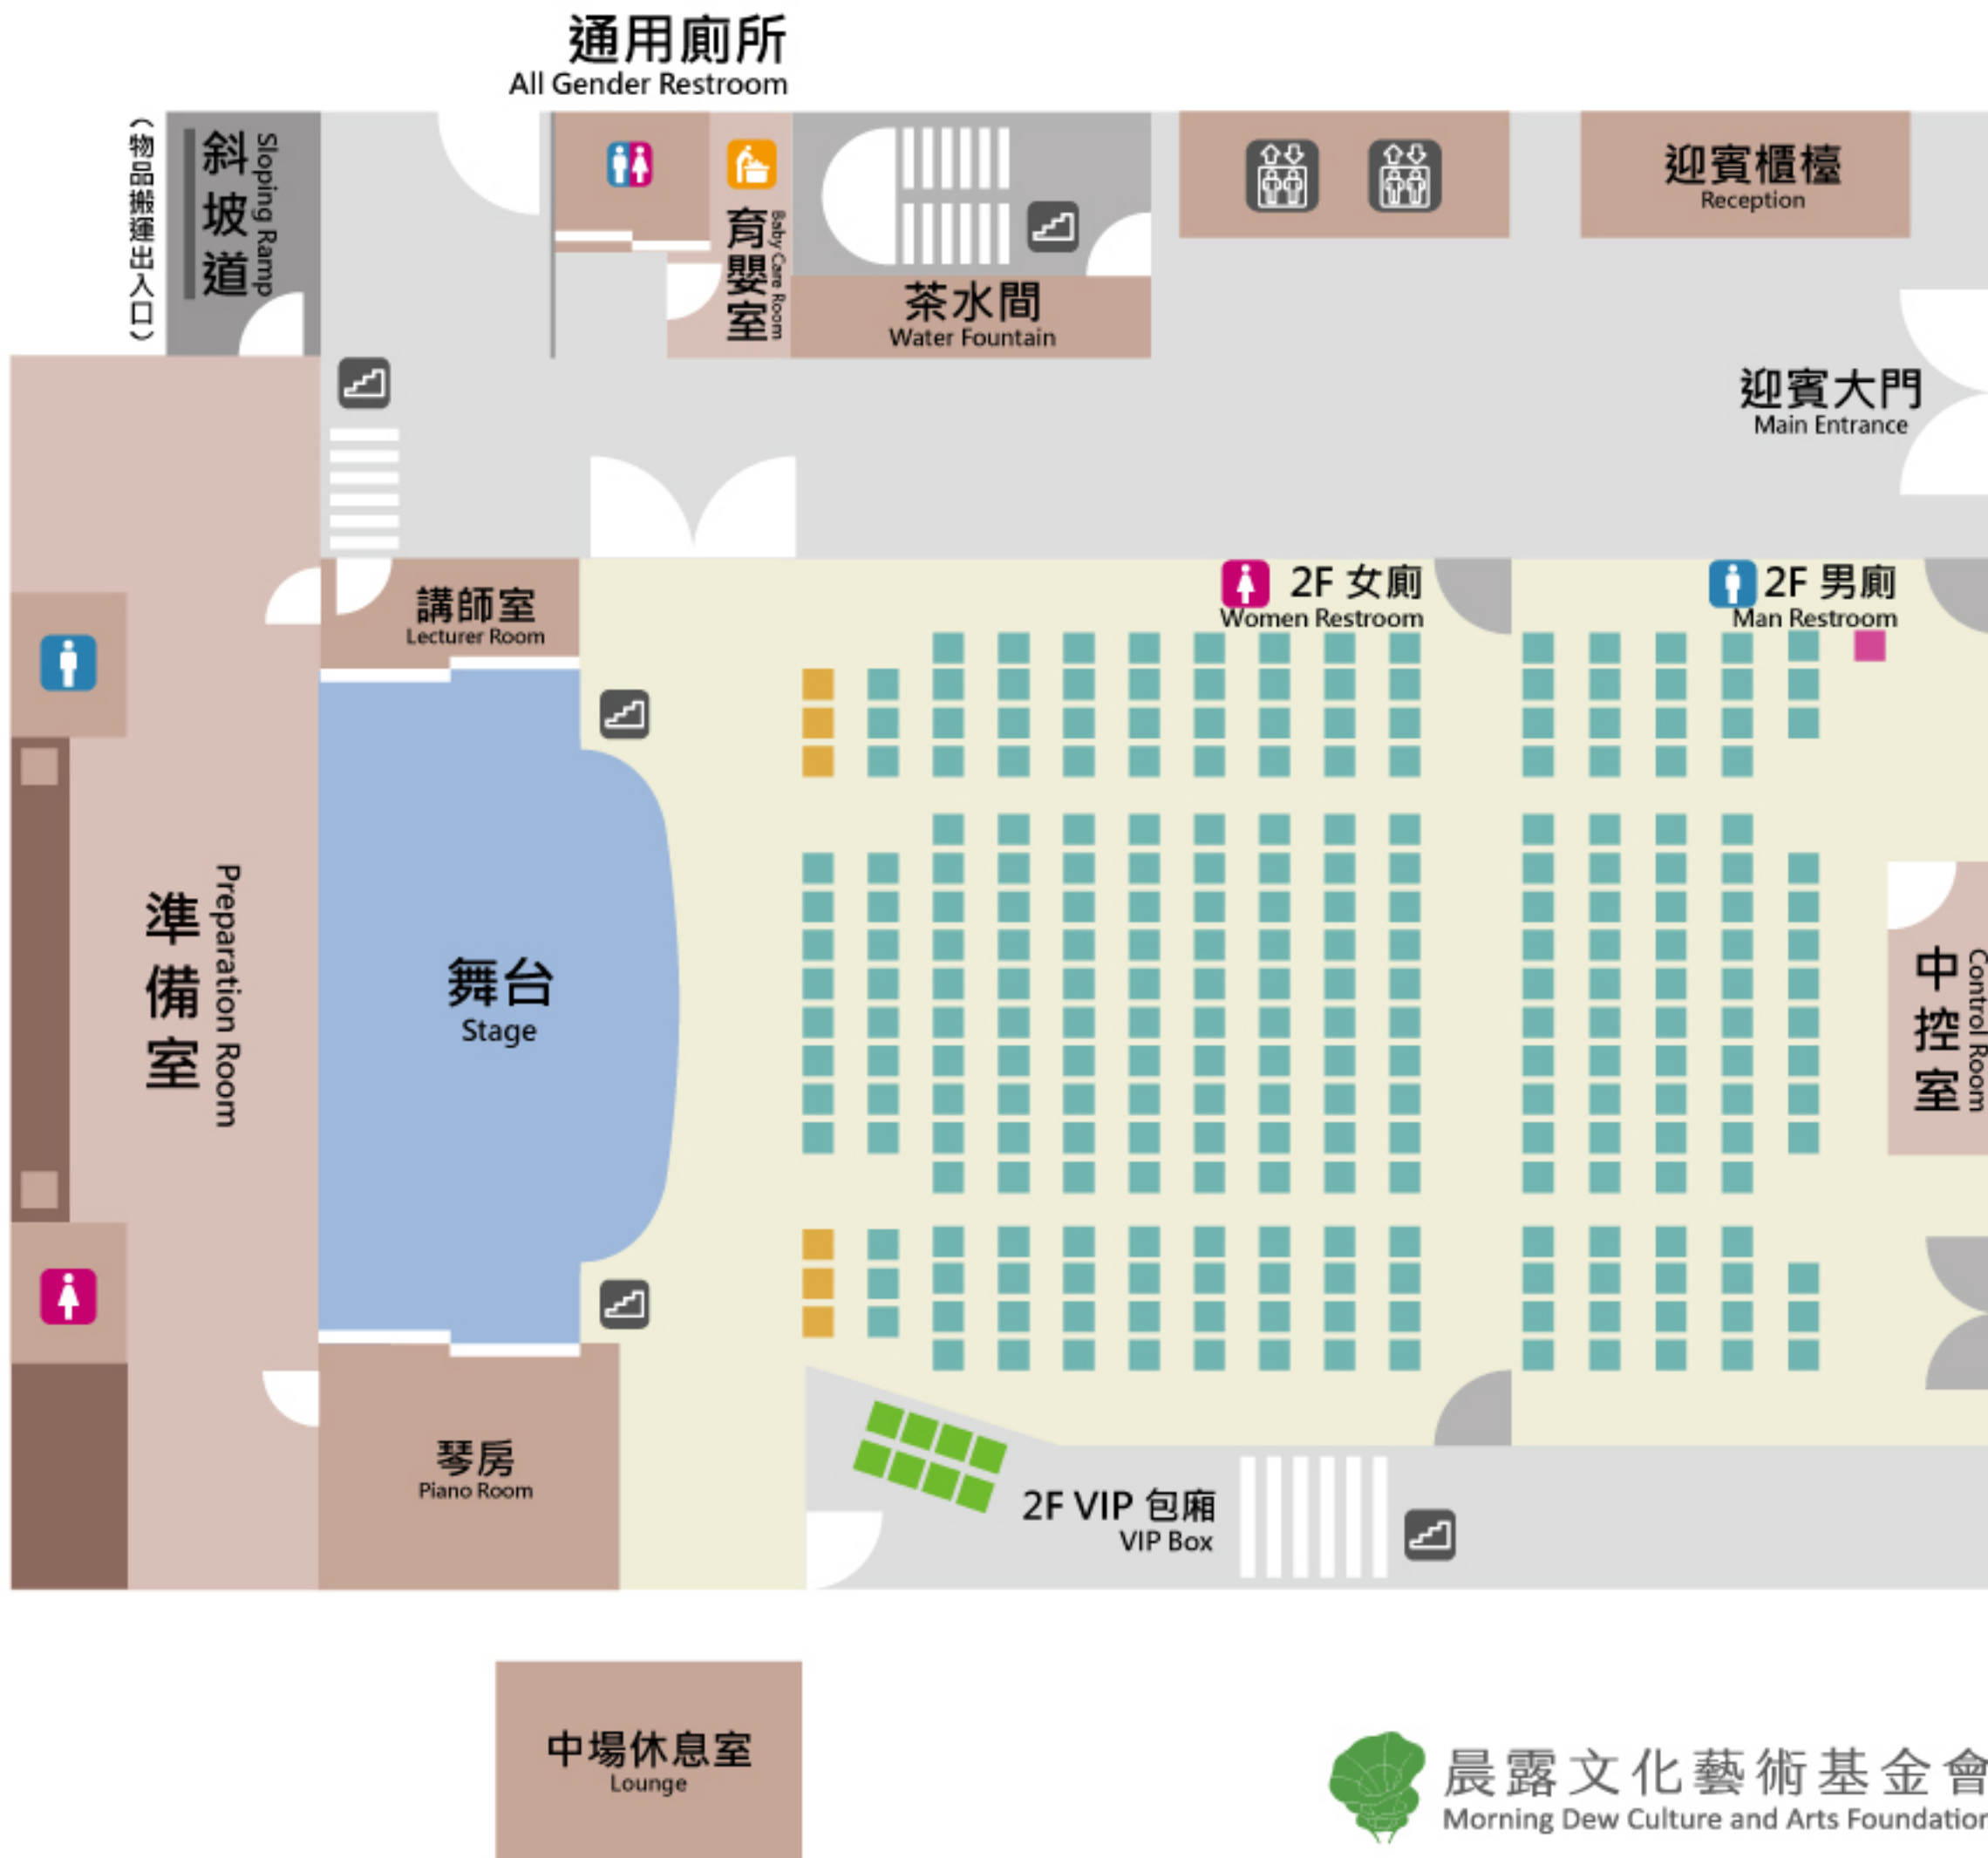 通用廁所
All Gender Restroom
（物品搬運出入口）
斜坡道
Sloping Ramp
育嬰室
Baby Care Room
茶水間
Water Fountain
迎賓櫃檯
Reception
迎賓大門
Main Entrance
講師室
Lecturer Room
2F 女廁
Women Restroom
2F 男廁
Man Restroom
準備室
Preparation Room
舞台
Stage
中控室
Control Room
琴房
Piano Room
2F VIP 包廂
VIP Box
中場休息室
Lounge
晨露文化藝術基金會
Morning Dew Culture and Arts Foundation